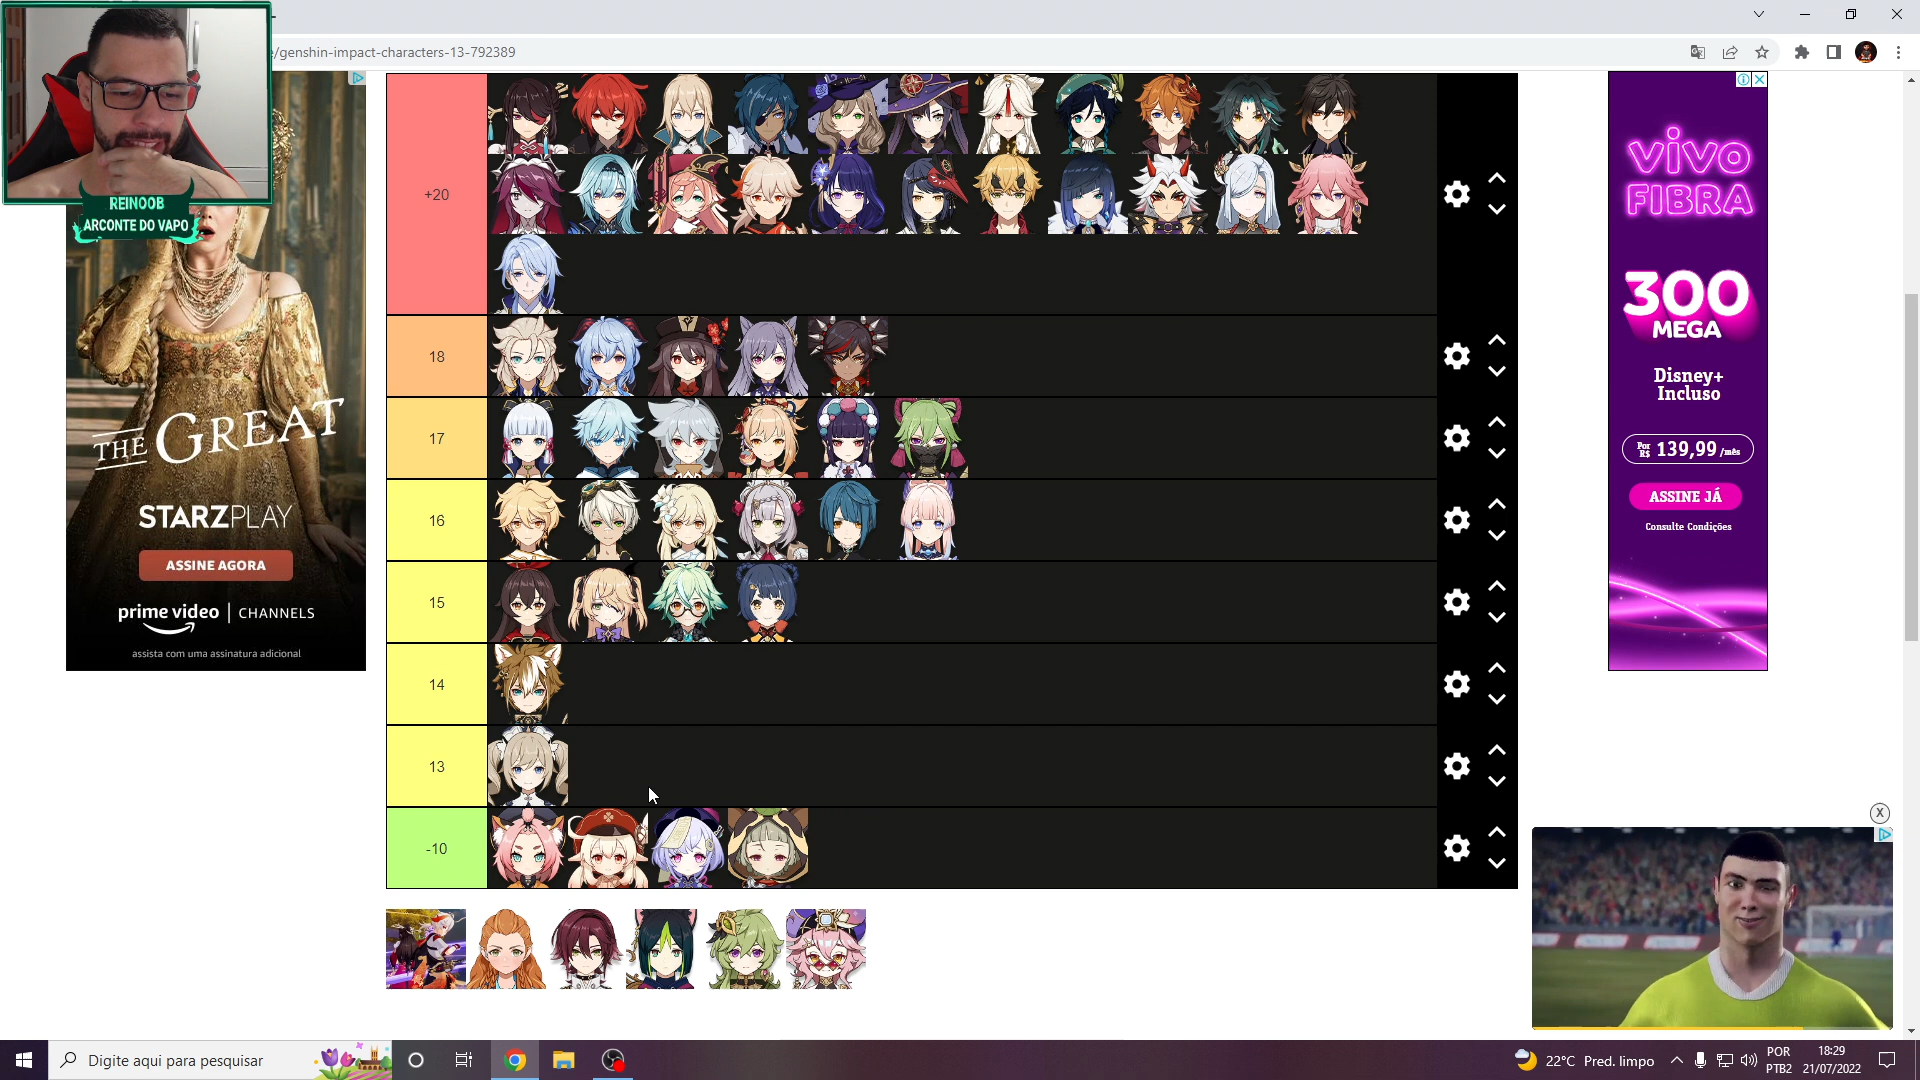 e/genshin-impact-characters-13-792389
REINOOB
ARCONTE DO VAPO
THE GREAT
STARZPLAY
ASSINE AGORA
prime video | CHANNELS
assista com uma assinatura adicional
+20
18
17
16
15
14
13
-10
VIVO
FIBRA
300
MEGA
Disney+
Incluso
Por
R$ 139,99 /mês
ASSINE JÁ
Consulte Condições
Digite aqui para pesquisar
22°C Pred. limpo
POR
PTB2
18:29
21/07/2022